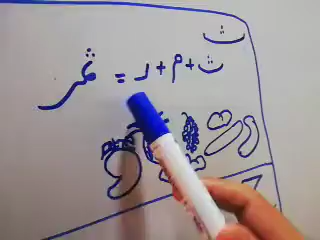 ث
ث + م + ر = ثمر